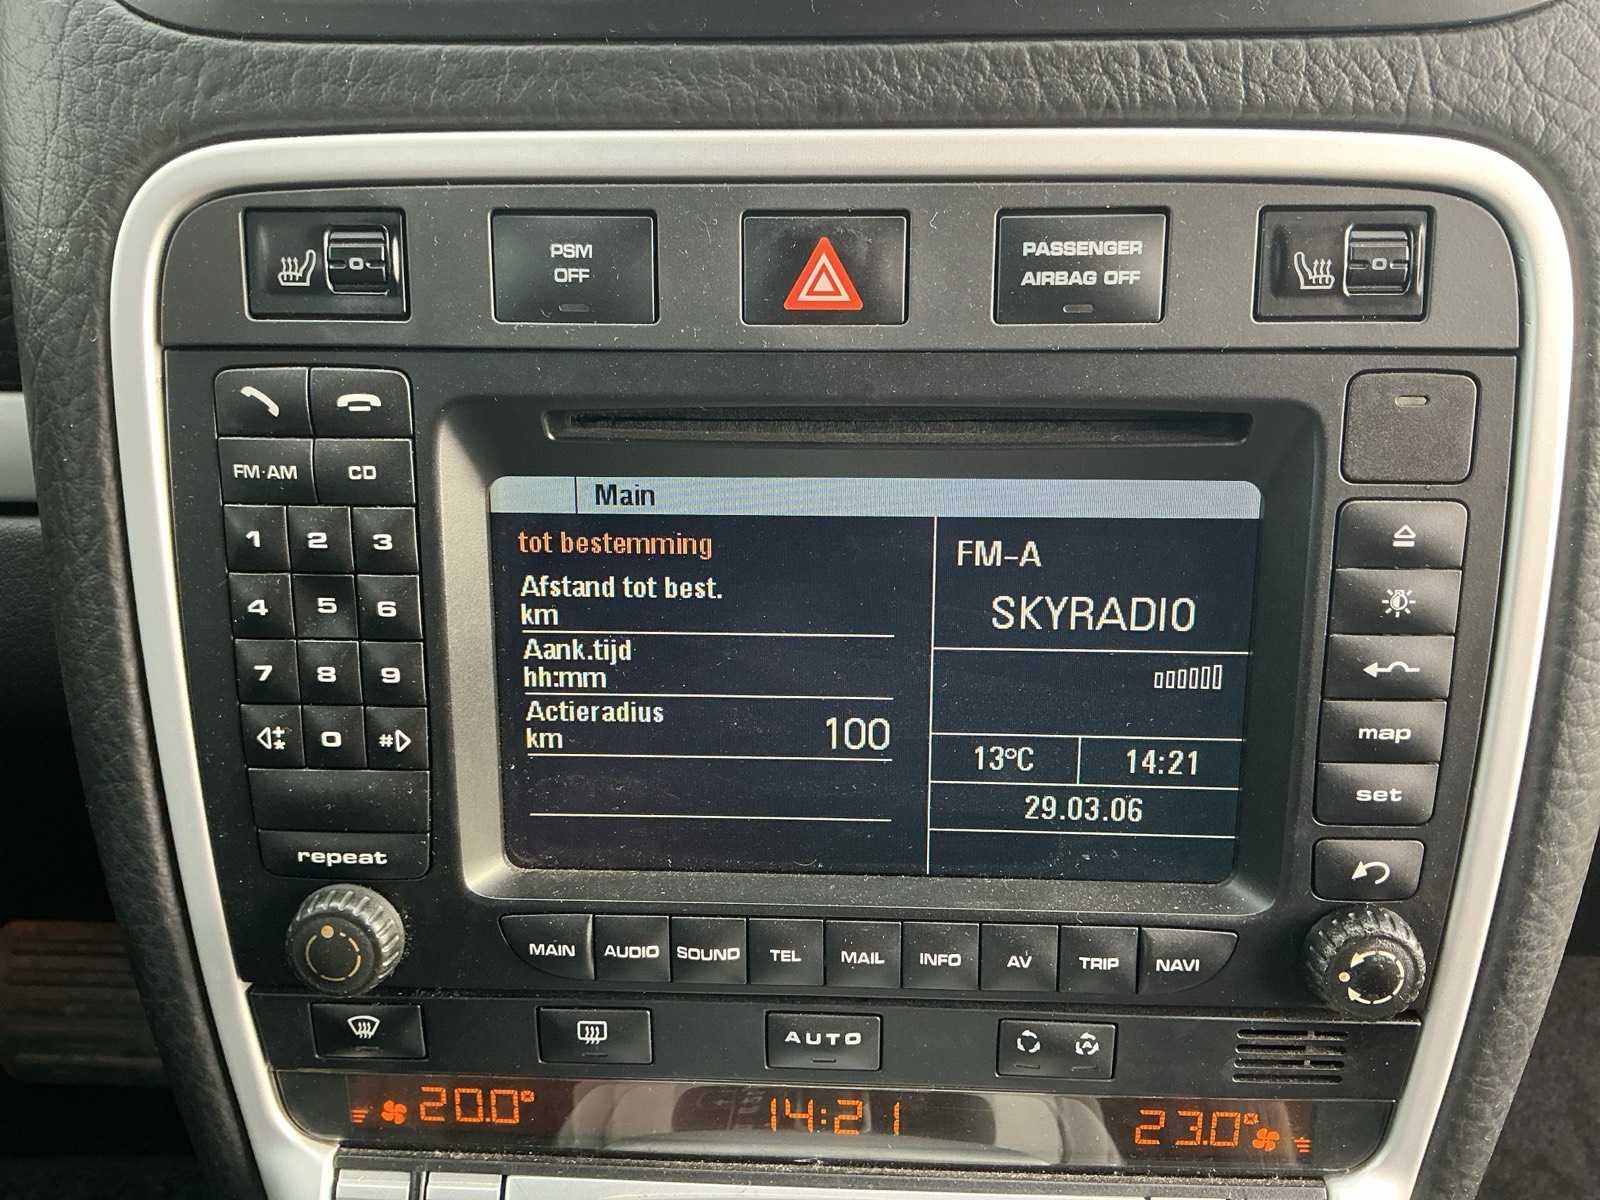 PSM
OFF
PASSENGER
AIRBAG OFF
0
0
FM·AM
CD
1 2 3
4 5 6
7 8 9
0 #
repeat
Main
tot bestemming
Afstand tot best.
km
Aank.tijd
hh:mm
Actieradius
km
100
FM-A
SKYRADIO
13°C
14:21
29.03.06
map
set
MAIN
AUDIO
SOUND
TEL
MAIL
INFO
AV
TRIP
NAVI
AUTO
A
20.0°
14:21
23.0°